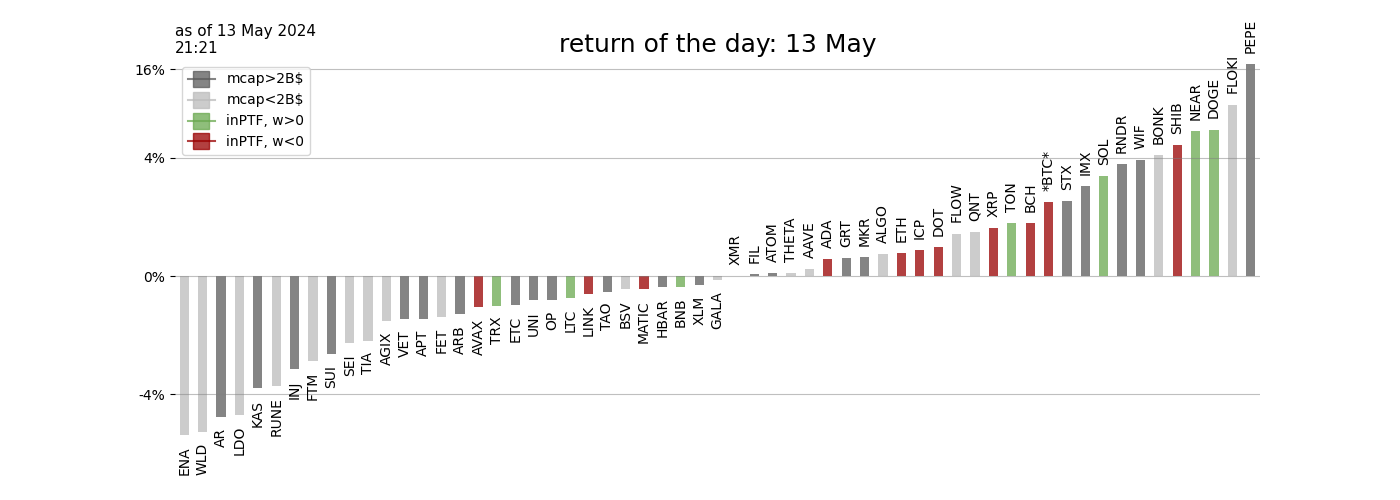 as of 13 May 2024
21:21
return of the day: 13 May
mcap>2B$
mcap<2B$
inPTF, w>0
inPTF, w<0
16%
4%
0%
-4%
ENA
WLD
AR
LDO
KAS
RUNE
INJ
FTM
SUI
SEI
TIA
AGIX
VET
APT
FET
ARB
AVAX
TRX
ETC
UNI
OP
LTC
LINK
TAO
BSV
MATIC
HBAR
BNB
XLM
GALA
XMR
FIL
ATOM
THETA
AAVE
ADA
GRT
MKR
ALGO
ETH
ICP
DOT
FLOW
QNT
XRP
TON
BCH
*BTC*
STX
IMX
SOL
RNDR
WIF
BONK
SHIB
NEAR
DOGE
FLOKI
PEPE